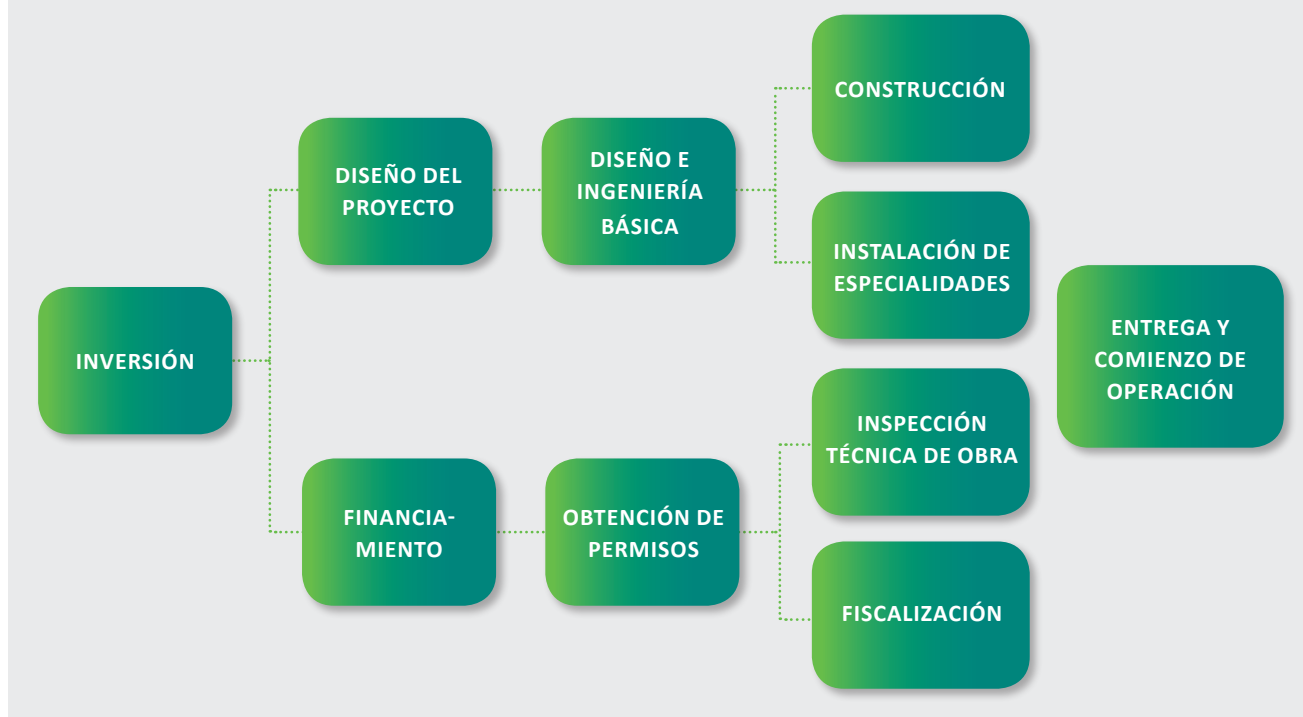 INVERSIÓN
DISEÑO DEL
PROYECTO
DISEÑO E
INGENIERÍA
BÁSICA
CONSTRUCCIÓN
INSTALACIÓN DE
ESPECIALIDADES
FINANCIA-
MIENTO
OBTENCIÓN DE
PERMISOS
INSPECCIÓN
TÉCNICA DE OBRA
FISCALIZACIÓN
ENTREGA Y
COMIENZO DE
OPERACIÓN